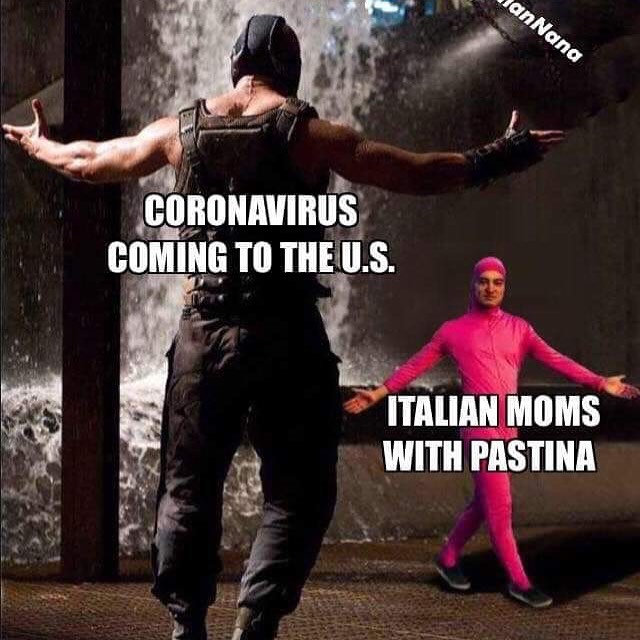 CORONAVIRUS
COMING TO THE U.S.
ITALIAN MOMS
WITH PASTINA